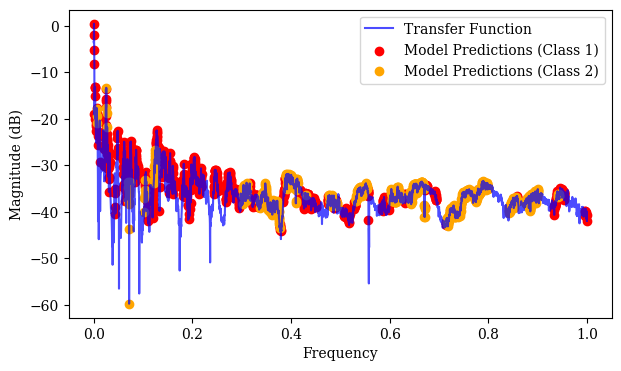 Transfer Function
Model Predictions (Class 1)
Model Predictions (Class 2)
Magnitude (dB)
0
−10
−20
−30
−40
−50
−60
0.0 0.2 0.4 0.6 0.8 1.0
Frequency